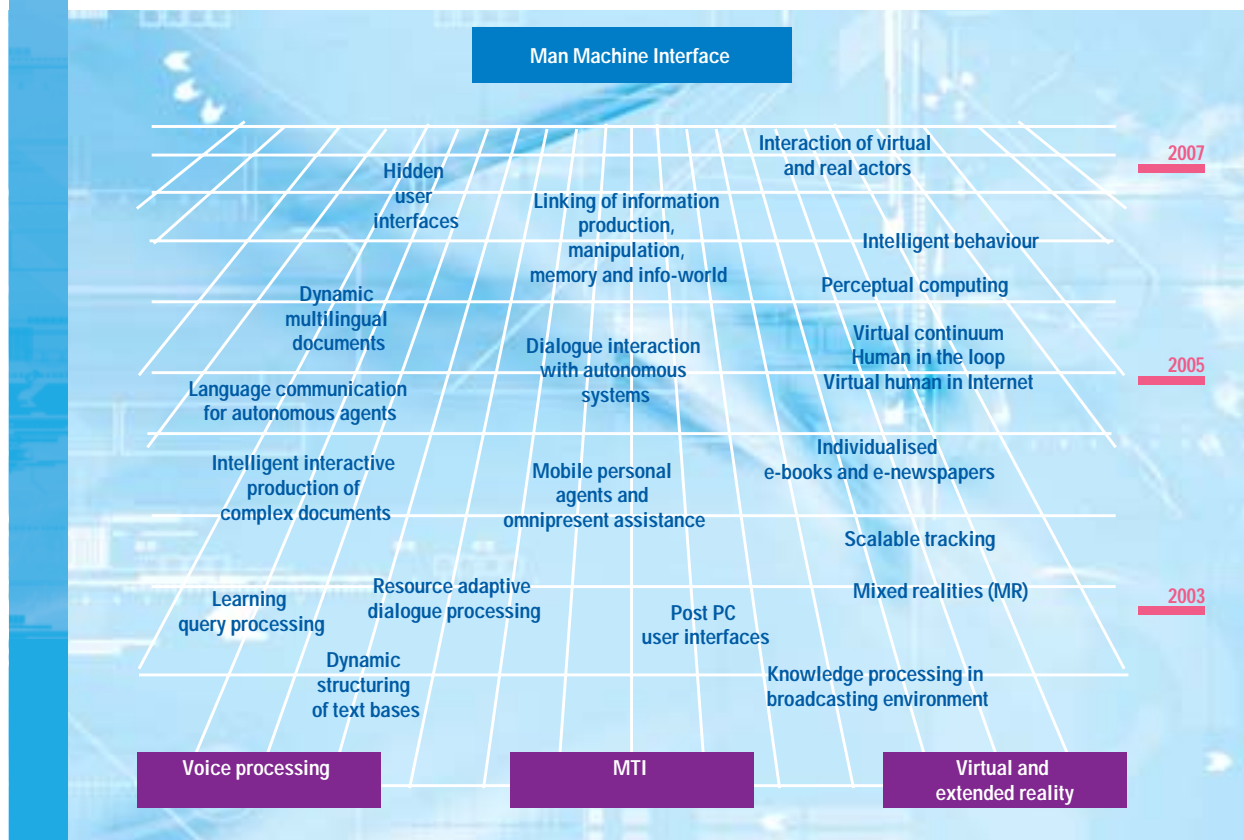 Man Machine Interface
Interaction of virtual
and real actors
2007
Hidden
user
interfaces
Linking of information
production,
manipulation,
memory and info-world
Intelligent behaviour
Perceptual computing
Dynamic
multilingual
documents
Dialogue interaction
with autonomous
systems
Virtual continuum
Human in the loop
Virtual human in Internet
2005
Language communication
for autonomous agents
Individualised
e-books and e-newspapers
Intelligent interactive
production of
complex documents
Mobile personal
agents and
omnipresent assistance
Scalable tracking
Mixed realities (MR)
2003
Learning
query processing
Resource adaptive
dialogue processing
Post PC
user interfaces
Dynamic
structuring
of text bases
Knowledge processing in
broadcasting environment
Voice processing
MTI
Virtual and
extended reality